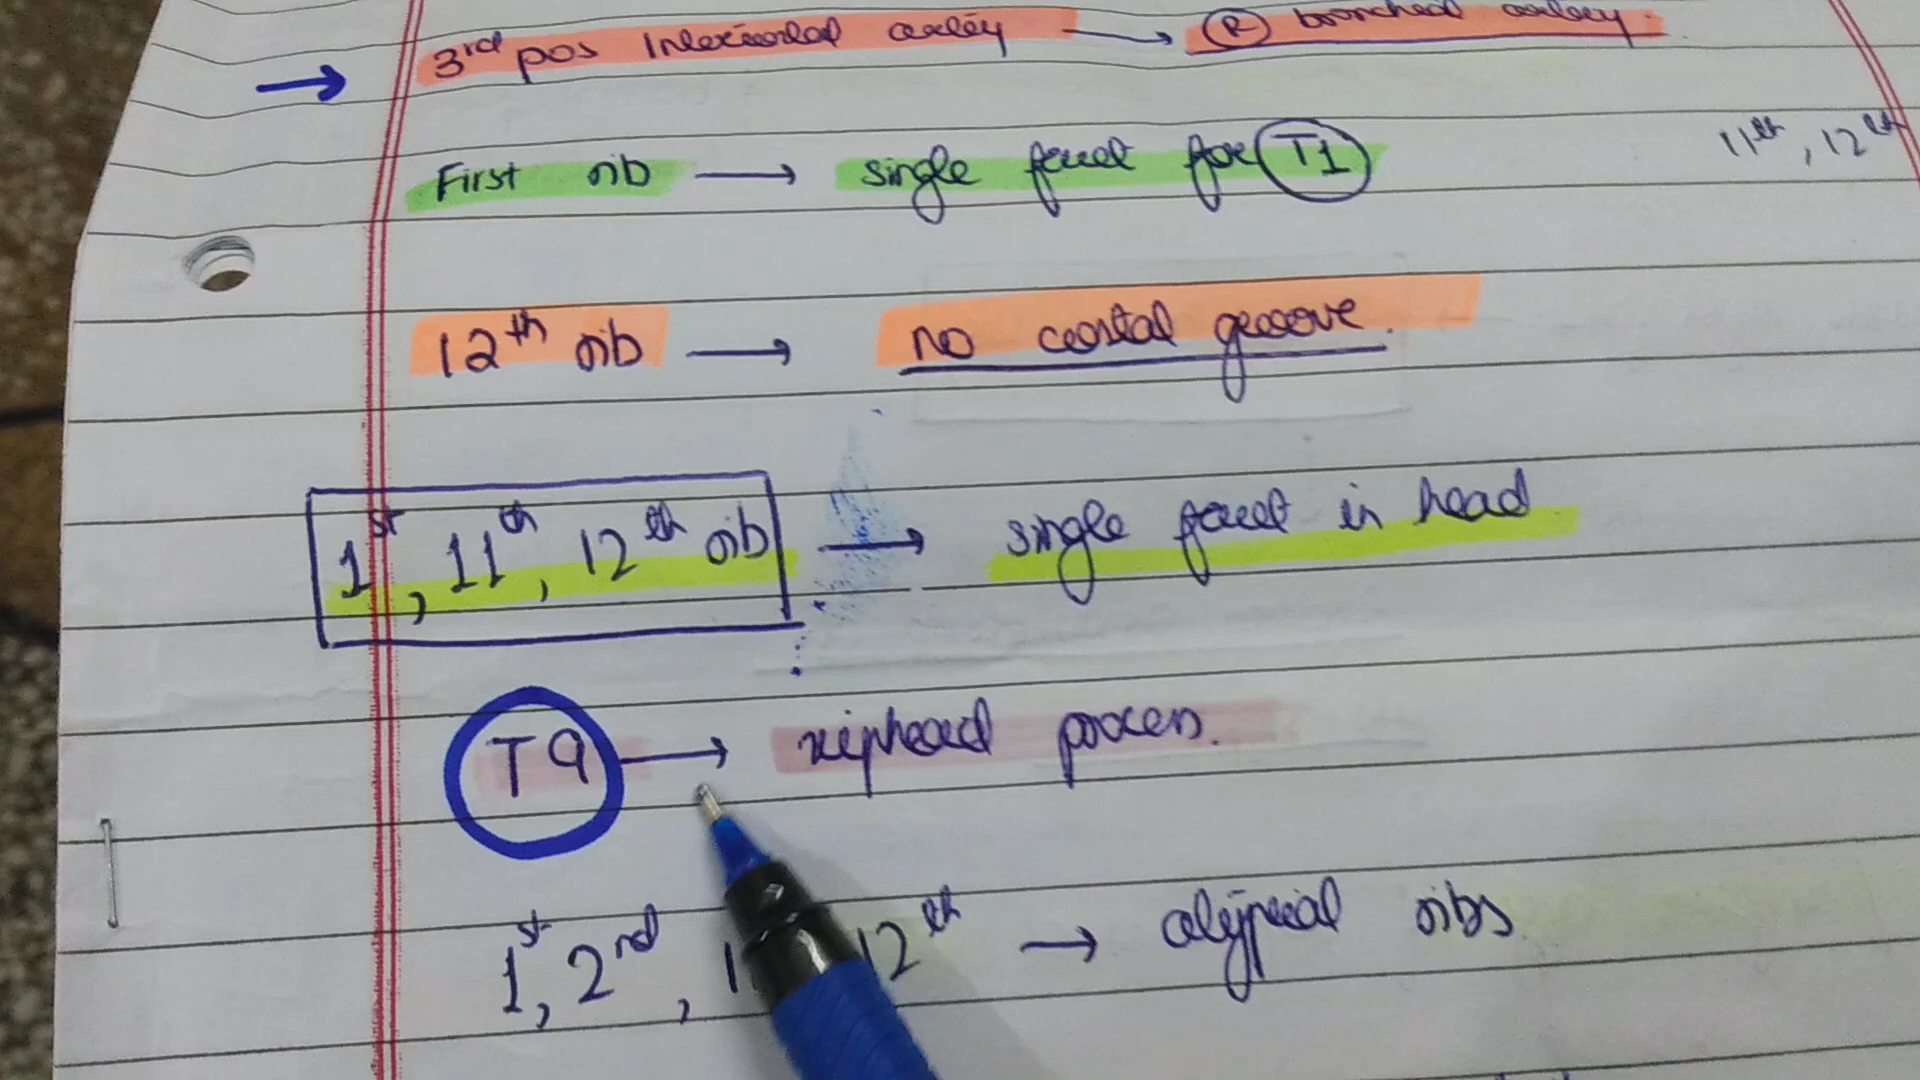 → 3rd pos Intercostal artery → (R) bronchial artery.
First rib → single facet for T1 11th, 12th
12th rib → no costal groove.
1st, 11th, 12th rib → single facet in head
T9 → xiphoid process.
1st, 2nd, 12th → atypical ribs